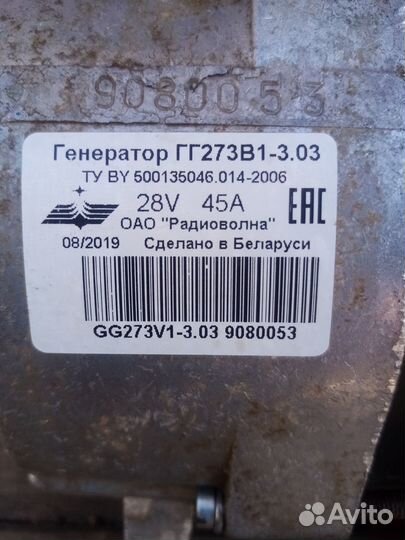 9080053
Генератор ГГ273В1-3.03
ТУ BY 500135046.014-2006
28V 45A
EAC
ОАО "Радиоволна"
08/2019 Сделано в Беларуси
GG273V1-3.03 9080053
Avito